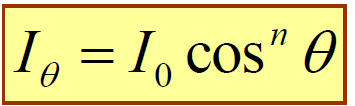 I_θ = I_0 cos^n θ